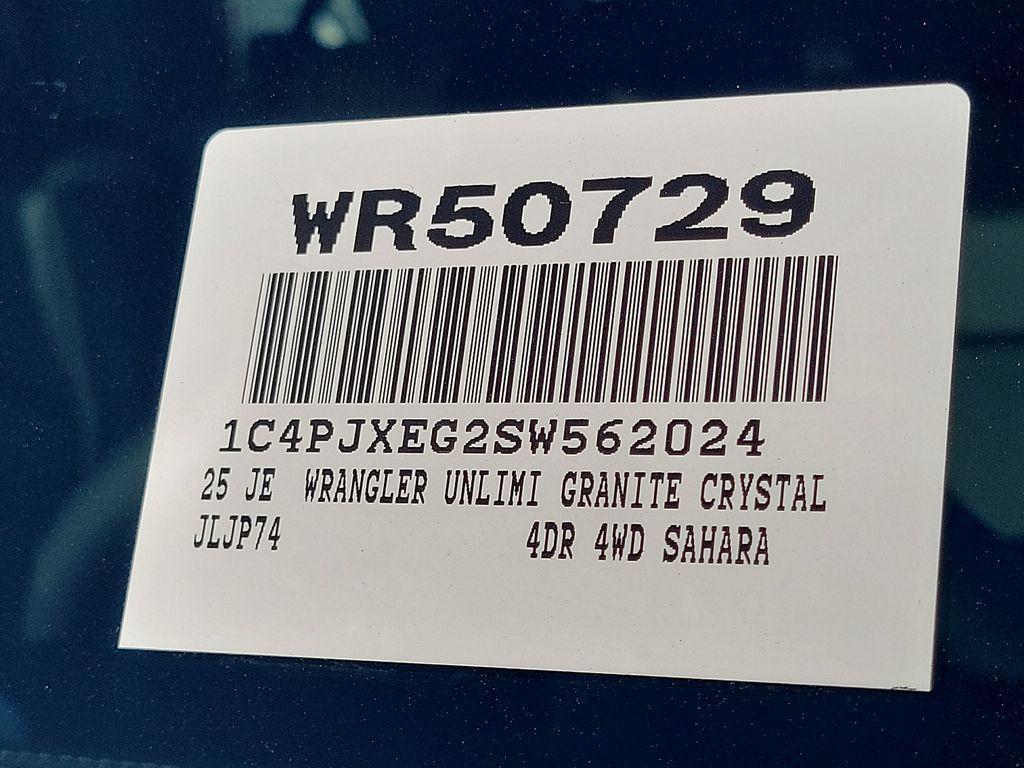 WR50729
1C4PJXEG2SW562024
25 JE WRANGLER UNLIMI GRANITE CRYSTAL
JLJP74 4DR 4WD SAHARA